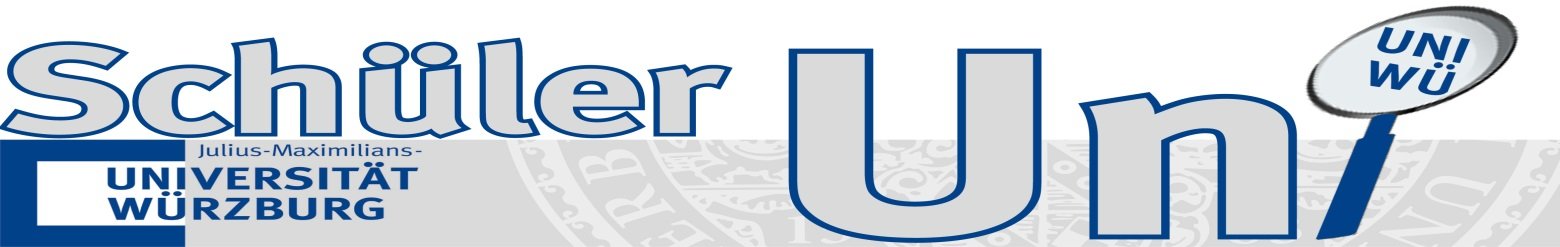 Schüler Uni
UNI
WÜ
Julius-Maximilians-
UNIVERSITÄT
WÜRZBURG